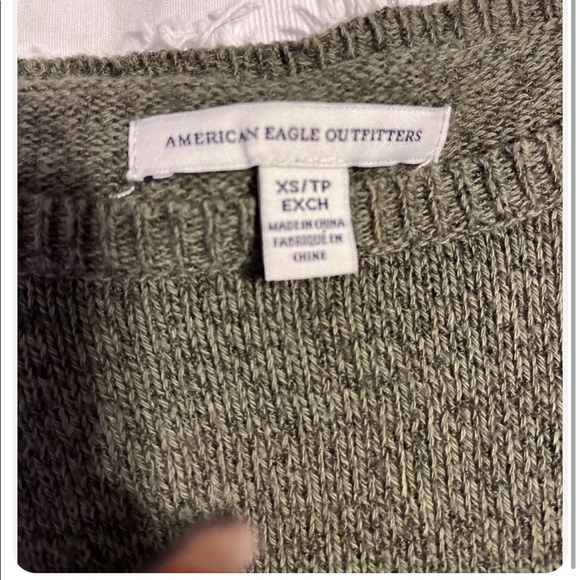 AMERICAN EAGLE OUTFITTERS
XS/TP
EXCH
MADE IN CHINA
FABRIQUÉ EN
CHINE